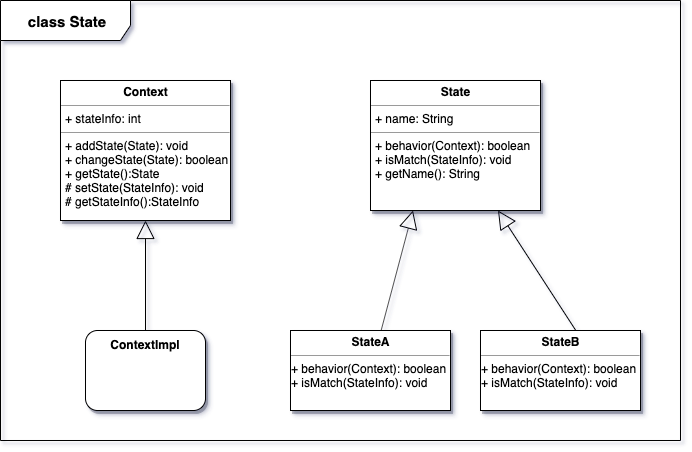 class State
Context
+ stateInfo: int
+ addState(State): void
+ changeState(State): boolean
+ getState():State
# setState(StateInfo): void
# getStateInfo():StateInfo
State
+ name: String
+ behavior(Context): boolean
+ isMatch(StateInfo): void
+ getName(): String
ContextImpl
StateA
+ behavior(Context): boolean
+ isMatch(StateInfo): void
StateB
+ behavior(Context): boolean
+ isMatch(StateInfo): void